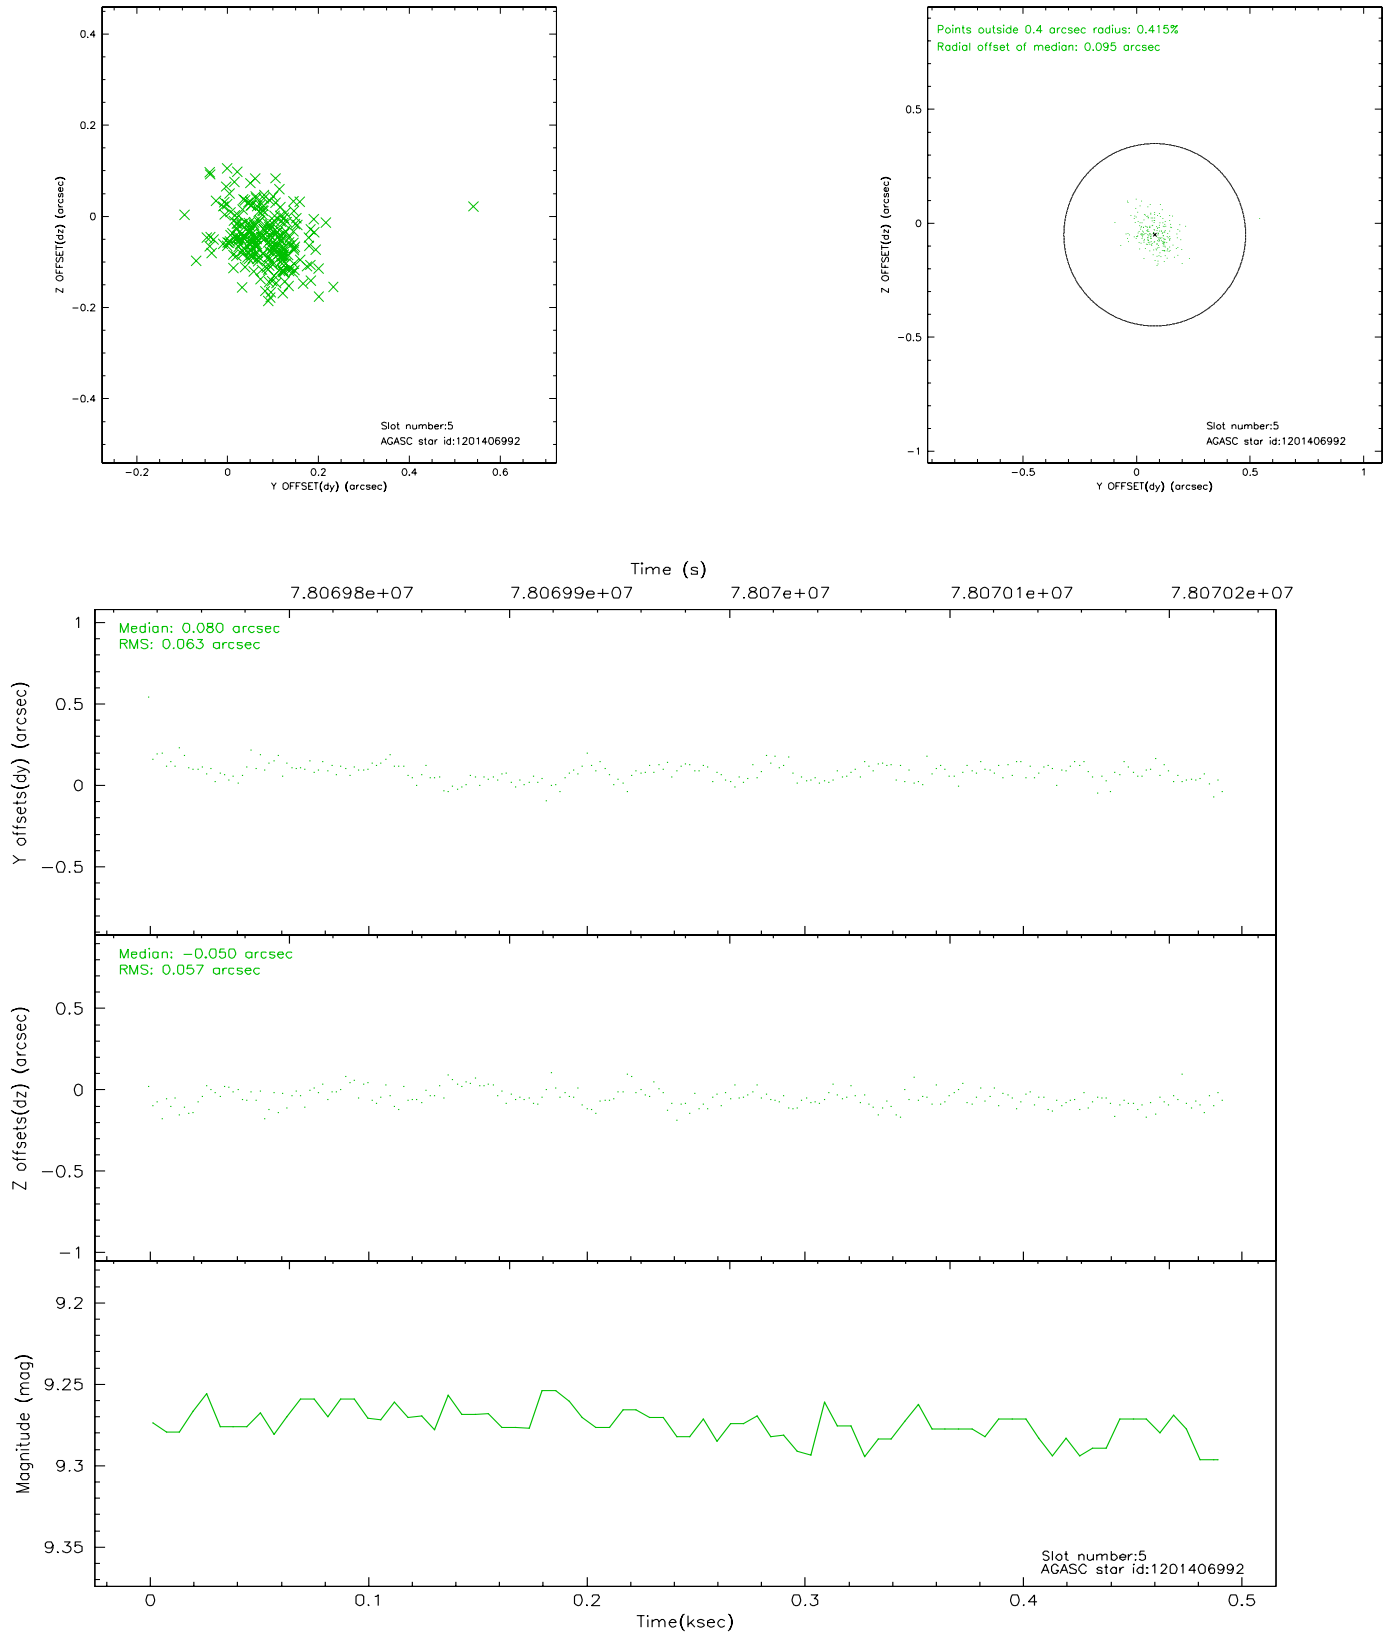 0.4
0.2
0
−0.2
−0.4
Z OFFSET(dz) (arcsec)
−0.2
0
0.2
0.4
0.6
Y OFFSET(dy) (arcsec)
Slot number:5
AGASC star id:1201406992
Points outside 0.4 arcsec radius: 0.415%
Radial offset of median: 0.095 arcsec
0.5
0
−0.5
−1
Z OFFSET(dz) (arcsec)
−0.5
0
0.5
1
Y OFFSET(dy) (arcsec)
Slot number:5
AGASC star id:1201406992
Time (s)
7.80698e+07
7.80699e+07
7.807e+07
7.80701e+07
7.80702e+07
Median: 0.080 arcsec
RMS: 0.063 arcsec
1
0.5
0
−0.5
Y offsets(dy) (arcsec)
Median: −0.050 arcsec
RMS: 0.057 arcsec
0.5
0
−0.5
−1
Z offsets(dz) (arcsec)
9.2
9.25
9.3
9.35
Magnitude (mag)
Slot number:5
AGASC star id:1201406992
0
0.1
0.2
0.3
0.4
0.5
Time(ksec)